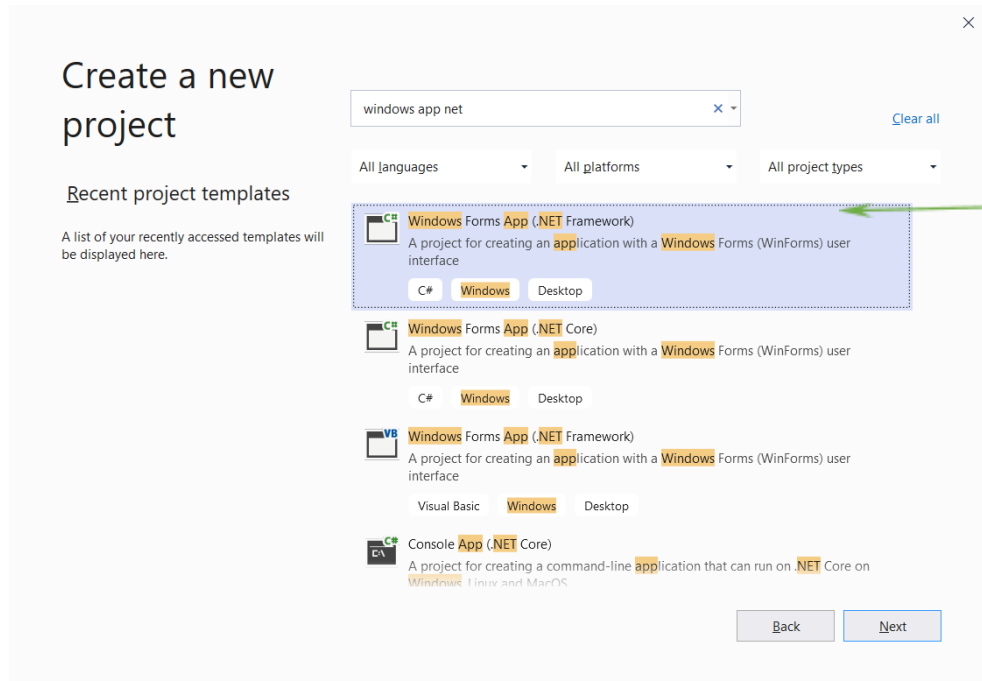 Create a new
project
windows app net
Clear all
All languages
All platforms
All project types
Recent project templates
A list of your recently accessed templates will
be displayed here.
C#
Windows Forms App (.NET Framework)
A project for creating an application with a Windows Forms (WinForms) user
interface
C# Windows Desktop
C#
Windows Forms App (.NET Core)
A project for creating an application with a Windows Forms (WinForms) user
interface
C# Windows Desktop
VB
Windows Forms App (.NET Framework)
A project for creating an application with a Windows Forms (WinForms) user
interface
Visual Basic Windows Desktop
C#
Console App (.NET Core)
A project for creating a command-line application that can run on .NET Core on
Windows, Linux and MacOS
Back
Next